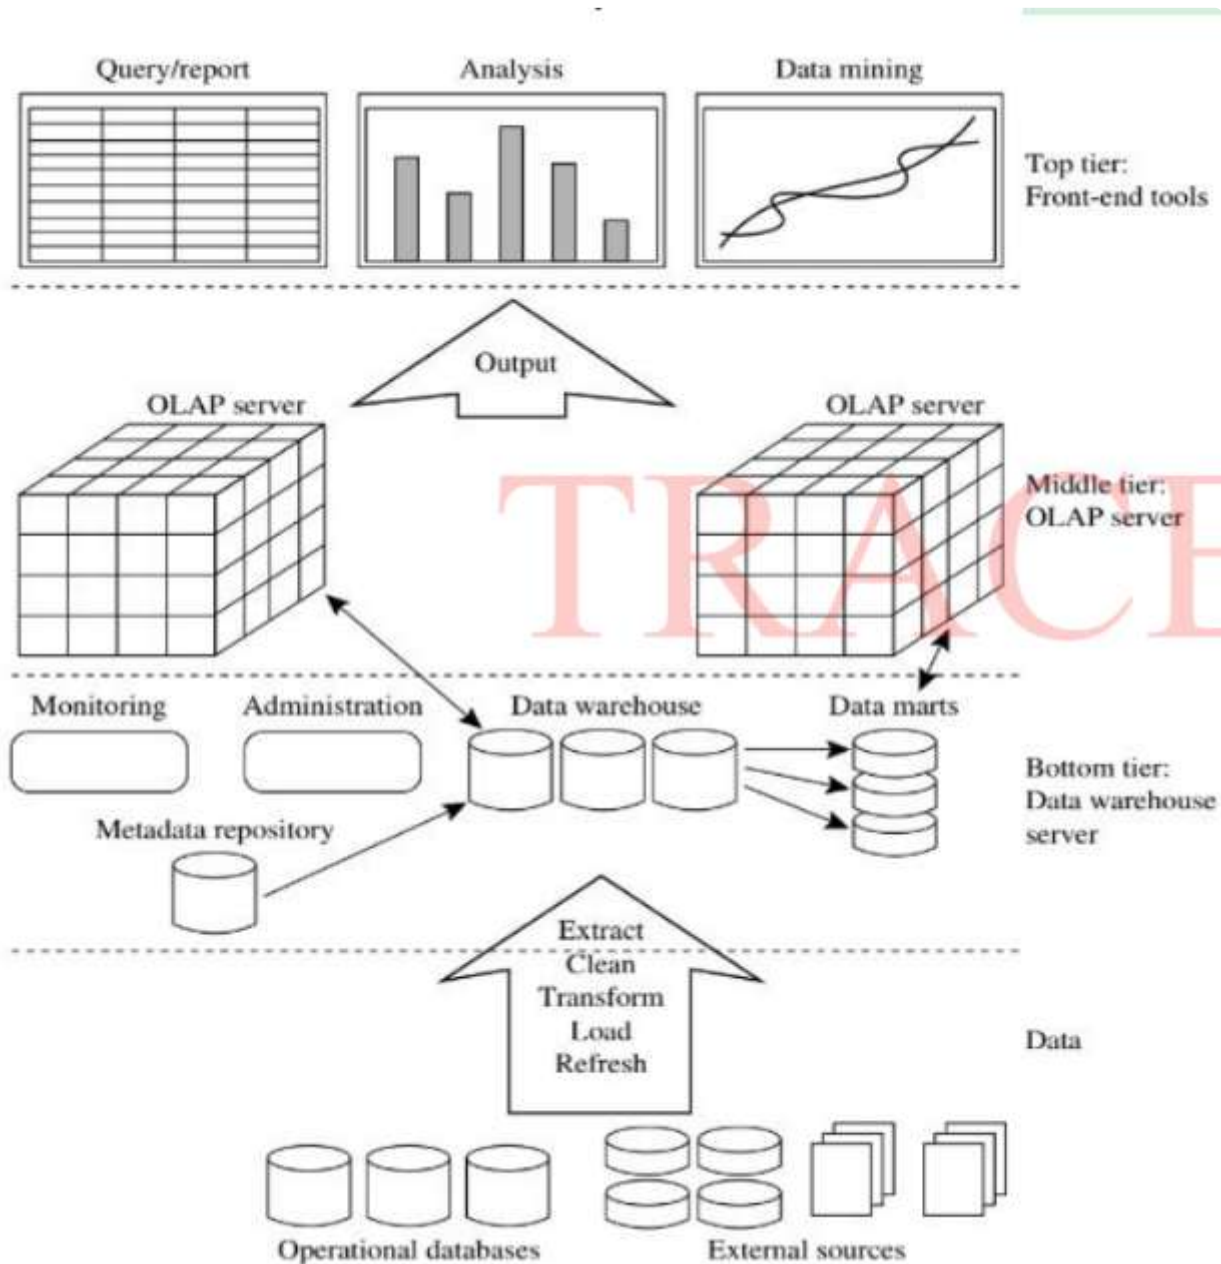 Query/report
Analysis
Data mining
Top tier:
Front-end tools
Output
OLAP server
OLAP server
Middle tier:
OLAP server
TRACE
Monitoring
Administration
Data warehouse
Data marts
Bottom tier:
Data warehouse
server
Metadata repository
Extract
Clean
Transform
Load
Refresh
Data
Operational databases
External sources